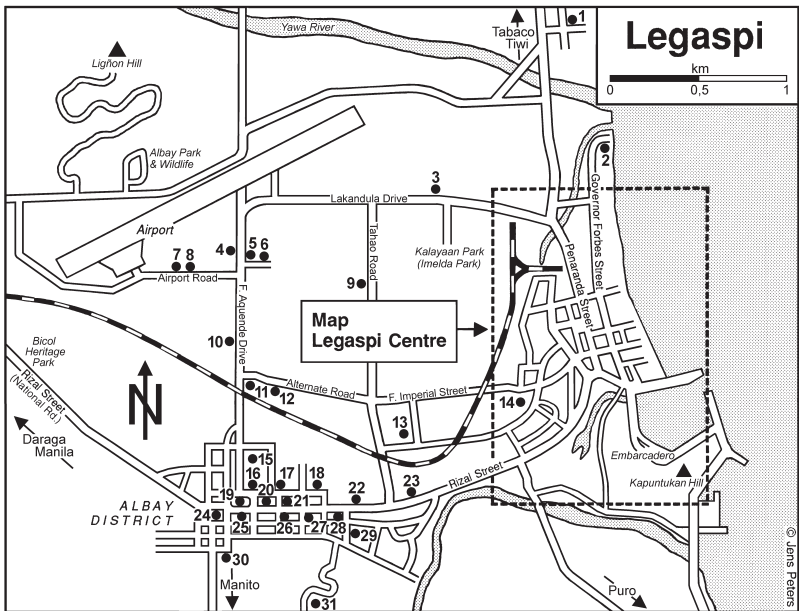 Legaspi
km
0 0,5 1
Yawa River
Tabaco
Tiwi
1
Ligñon Hill
Albay Park
& Wildlife
2
3
Lakandula Drive
Governor Forbes Street
Airport
Kalayaan Park
(Imelda Park)
Tahao Road
Penaranda Street
4
5 6
7 8
Airport Road
9
F. Aquende Drive
Map
Legaspi Centre
10
Bicol
Heritage
Park
Rizal Street
(National Rd.)
N
Daraga
Manila
11
12
Alternate Road
F. Imperial Street
13
14
Embarcadero
Kapuntukan Hill
Rizal Street
15
16 17 18
19 20 21 22 23
ALBAY
DISTRICT
24 25 26 27 28
29
30
Manito
31
Puro
© Jens Peters